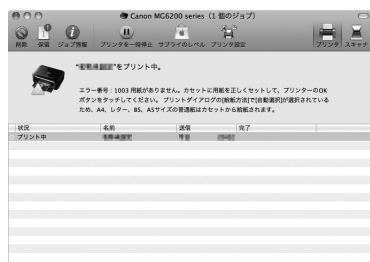 Canon MG6200 series (1 個のジョブ)
削除 保留 ジョブ情報 プリンタを一時停止 サプライのレベル プリンタ設定 プリンタ スキャナ
"をプリント中。
エラー番号：1003 用紙がありません。カセットに用紙を正しくセットして、プリンターのOK
ボタンをタッチしてください。 プリントダイアログの[給紙方法]で[自動選択]が選択されている
ため、A4、レター、B5、A5サイズの普通紙はカセットから給紙されます。
状況 名前 送信 完了
プリント中